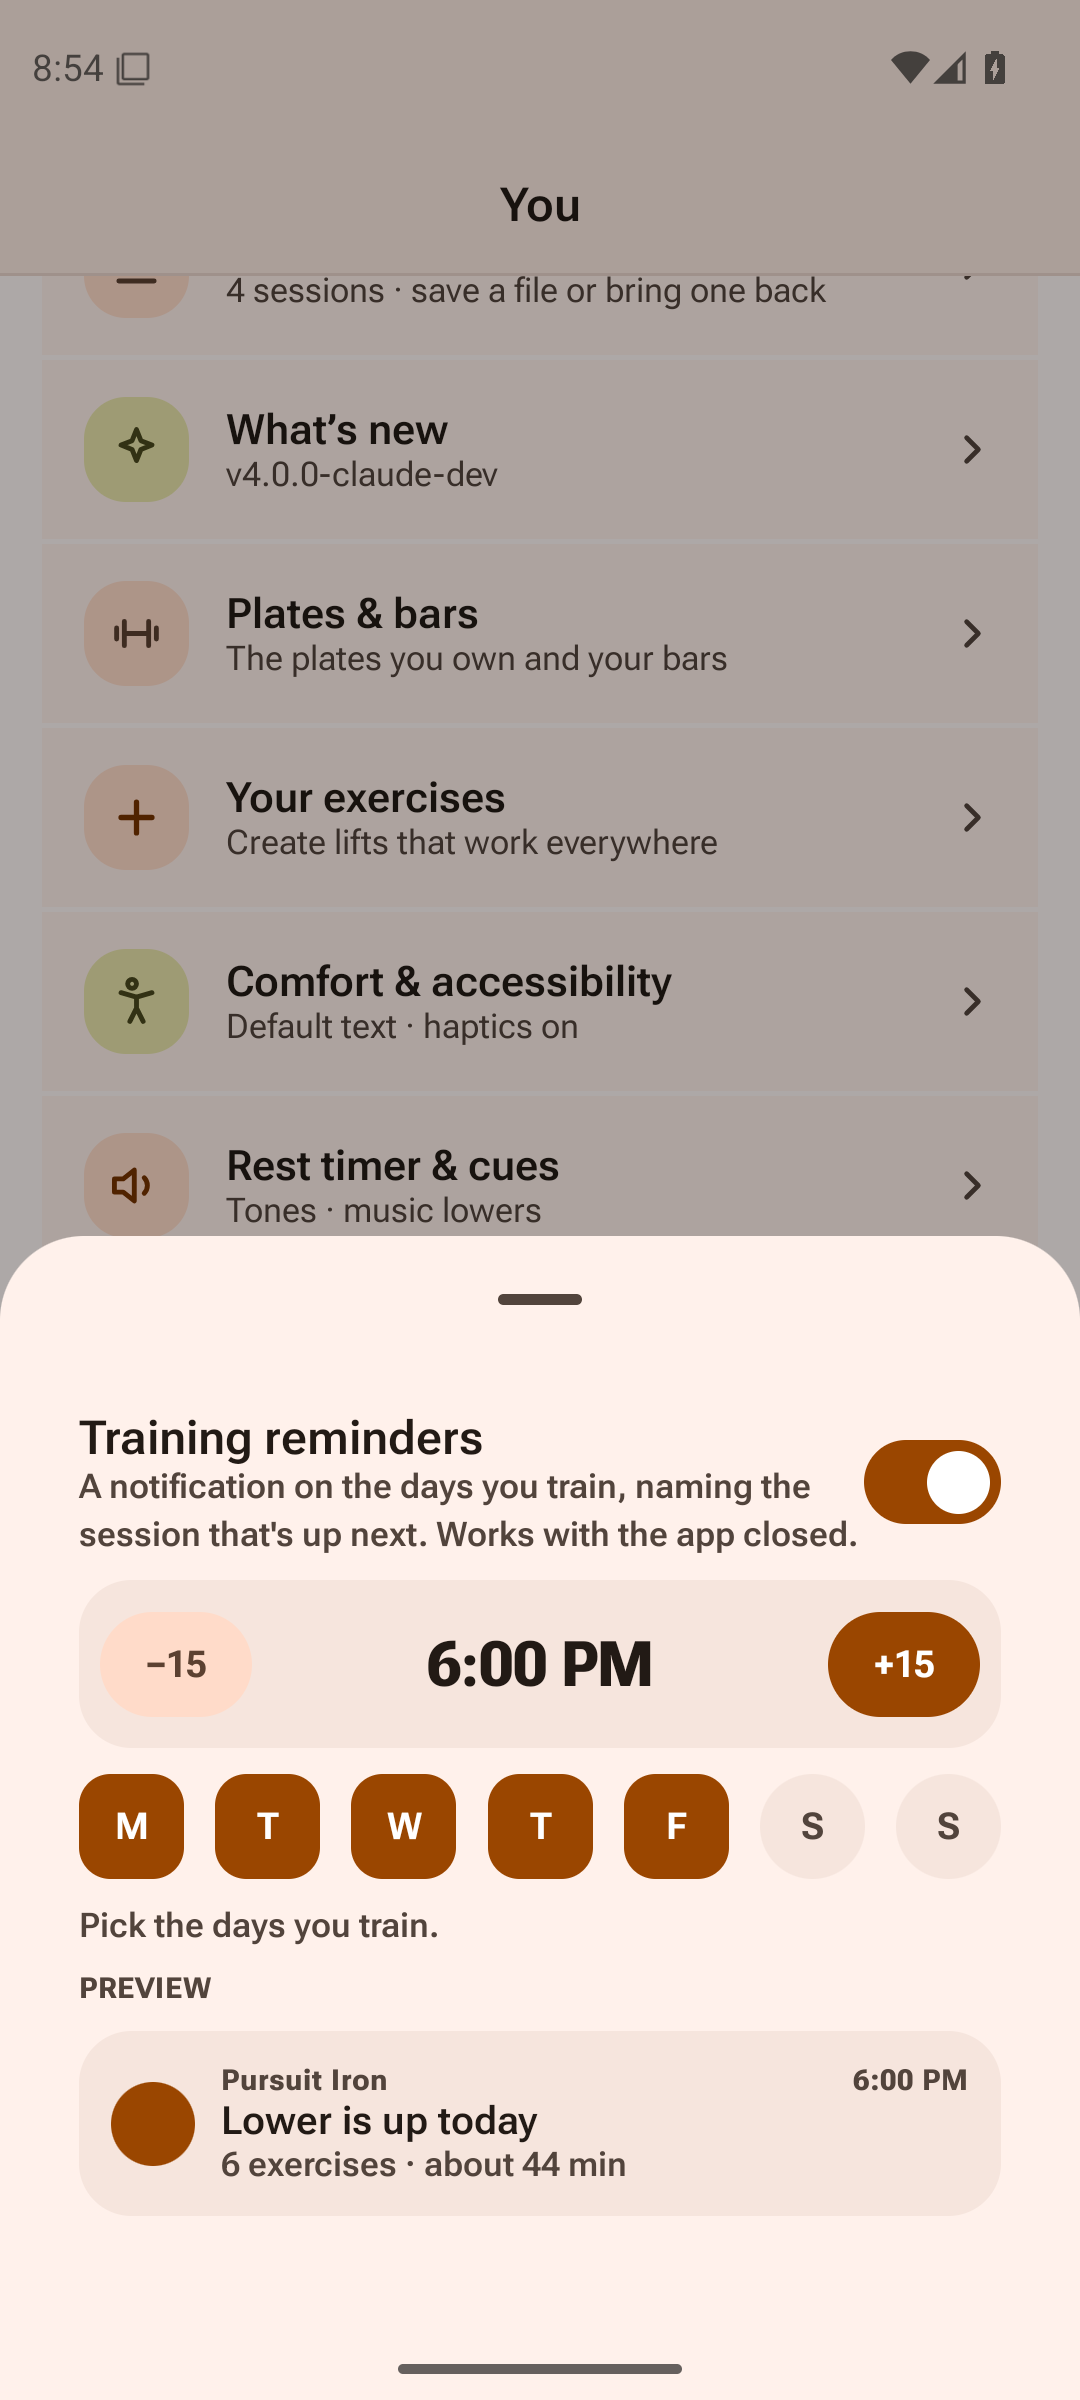 8:54
You
4 sessions · save a file or bring one back
What’s new
v4.0.0-claude-dev
Plates & bars
The plates you own and your bars
Your exercises
Create lifts that work everywhere
Comfort & accessibility
Default text · haptics on
Rest timer & cues
Tones · music lowers
Training reminders
A notification on the days you train, naming the
session that's up next. Works with the app closed.
−15 6:00 PM +15
M T W T F S S
Pick the days you train.
PREVIEW
Pursuit Iron 6:00 PM
Lower is up today
6 exercises · about 44 min